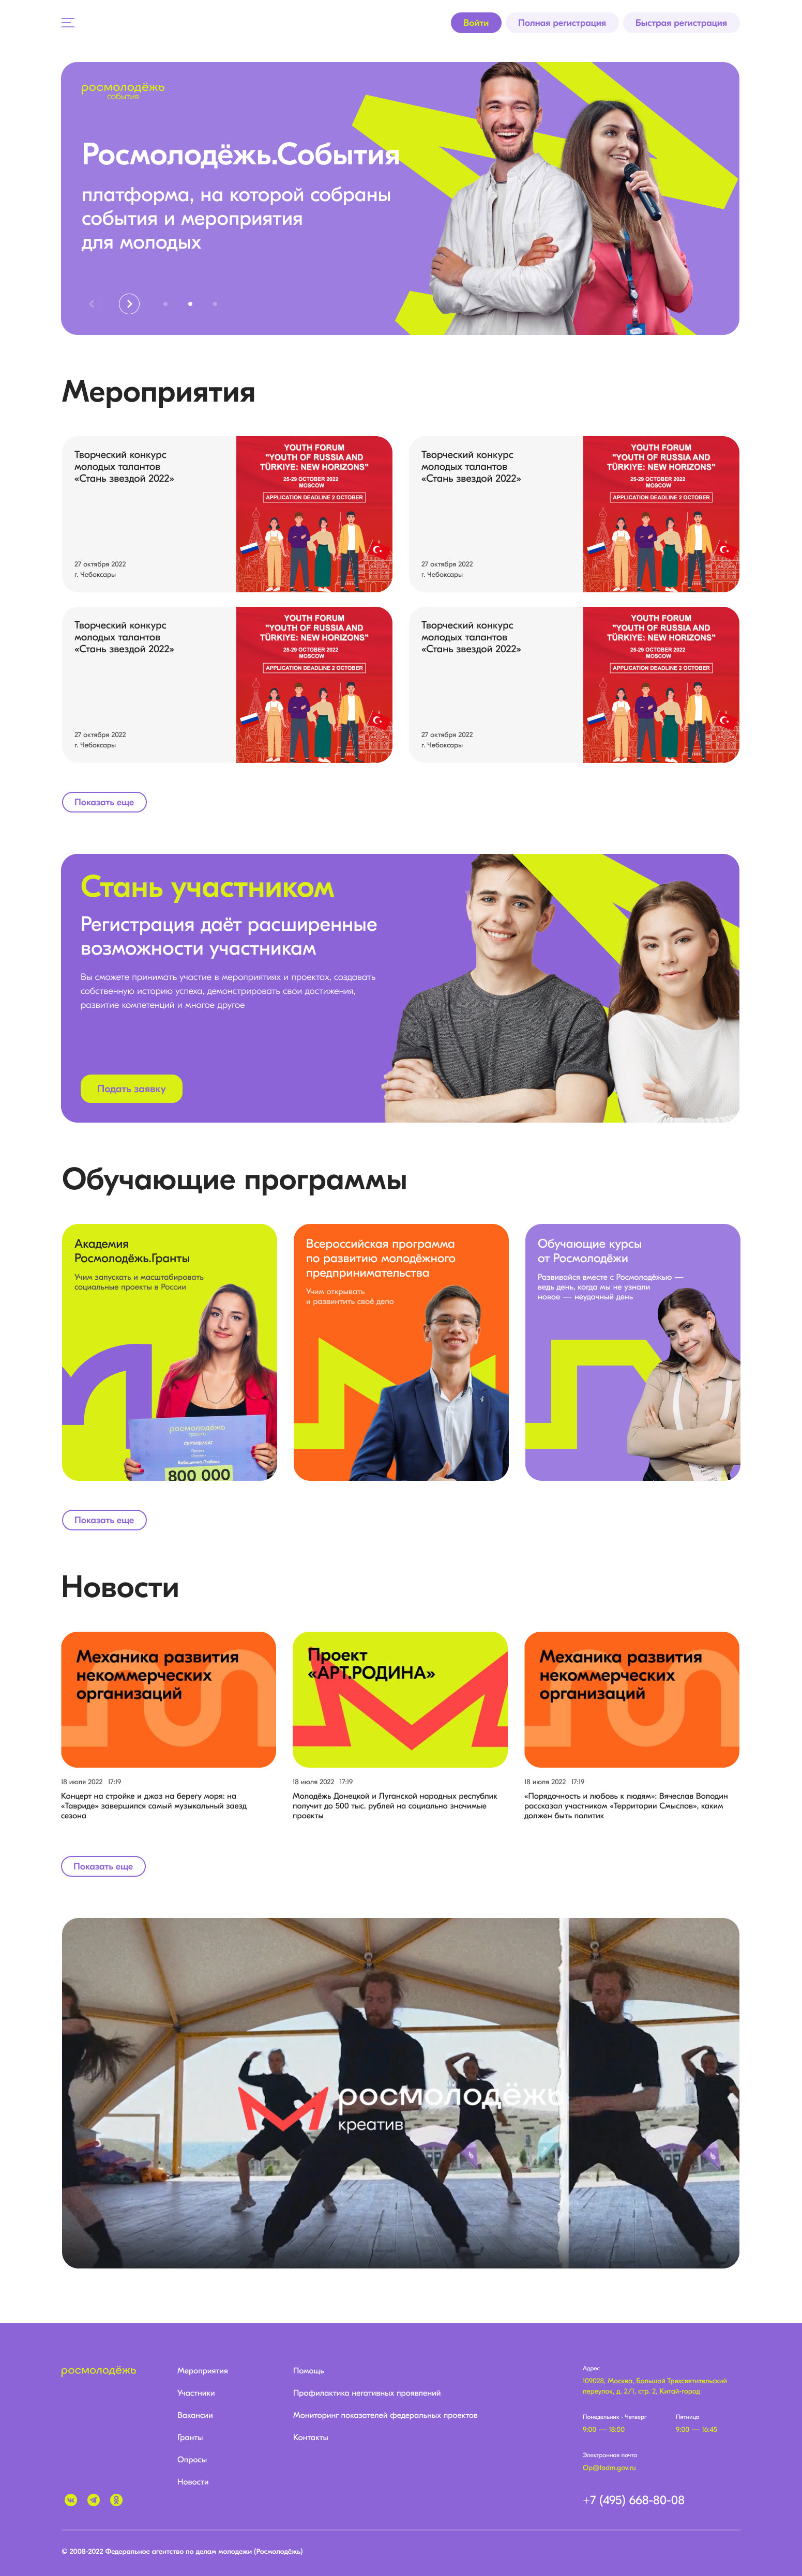 Войти
Полная регистрация
Быстрая регистрация
росмолодёжь
события
Росмолодёжь.События
платформа, на которой собраны
события и мероприятия
для молодых
Мероприятия
Творческий конкурс
молодых талантов
«Стань звездой 2022»
27 октября 2022
г. Чебоксары
YOUTH FORUM
"YOUTH OF RUSSIA AND
TÜRKIYE: NEW HORIZONS"
25-29 OCTOBER 2022
MOSCOW
APPLICATION DEADLINE 2 OCTOBER
Творческий конкурс
молодых талантов
«Стань звездой 2022»
27 октября 2022
г. Чебоксары
YOUTH FORUM
"YOUTH OF RUSSIA AND
TÜRKIYE: NEW HORIZONS"
25-29 OCTOBER 2022
MOSCOW
APPLICATION DEADLINE 2 OCTOBER
Творческий конкурс
молодых талантов
«Стань звездой 2022»
27 октября 2022
г. Чебоксары
YOUTH FORUM
"YOUTH OF RUSSIA AND
TÜRKIYE: NEW HORIZONS"
25-29 OCTOBER 2022
MOSCOW
APPLICATION DEADLINE 2 OCTOBER
Творческий конкурс
молодых талантов
«Стань звездой 2022»
27 октября 2022
г. Чебоксары
YOUTH FORUM
"YOUTH OF RUSSIA AND
TÜRKIYE: NEW HORIZONS"
25-29 OCTOBER 2022
MOSCOW
APPLICATION DEADLINE 2 OCTOBER
Показать еще
Стань участником
Регистрация даёт расширенные
возможности участникам
Вы сможете принимать участие в мероприятиях и проектах, создавать
собственную историю успеха, демонстрировать свои достижения,
развитие компетенций и многое другое
Подать заявку
Обучающие программы
Академия
Росмолодёжь.Гранты
Учим запускать и масштабировать
социальные проекты в России
росмолодёжь
гранты
СЕРТИФИКАТ
800 000
Всероссийская программа
по развитию молодёжного
предпринимательства
Учим аткрывать
и развинтить своё дело
Обучающие курсы
от Росмолодёжи
Развивайся вместе с Росмолодёжью —
ведь день, когда мы не узнали
новое — неудачный день
Показать еще
Новости
Механика развития
некоммерческих
организаций
18 июля 2022 17:19
Концерт на стройке и джаз на берегу моря: на
«Тавриде» завершился самый музыкальный заезд
сезона
Проект
«АРТ.РОДИНА»
18 июля 2022 17:19
Молодёжь Донецкой и Луганской народных республик
получит до 500 тыс. рублей на социально значимые
проекты
Механика развития
некоммерческих
организаций
18 июля 2022 17:19
«Порядочность и любовь к людям»: Вячеслав Володин
рассказал участникам «Территории Смыслов», каким
должен быть политик
Показать еще
росмолодёжь
креатив
росмолодёжь
Мероприятия
Участники
Вакансии
Гранты
Опросы
Новости
Помощь
Профилактика негативных проявлений
Мониторинг показателей федеральных проектов
Контакты
Адрес
109028, Москва, Большой Трехсвятительский
переулок, д. 2/1, стр. 2, Китай-город
Понедельник - Четверг
9:00 — 18:00
Пятница
9:00 — 16:45
Электронная почта
Op@fadm.gov.ru
+7 (495) 668-80-08
© 2008-2022 Федеральное агентство по делам молодежи (Росмолодёжь)